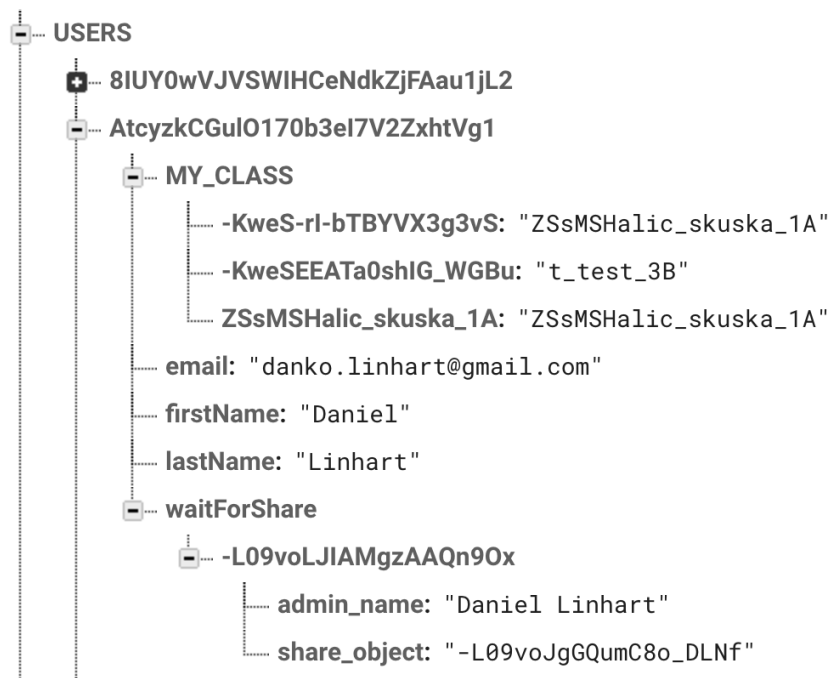 USERS
8IUY0wVJVSWIHCeNdkZjFAau1jL2
AtcyzkCGulO170b3eI7V2ZxhtVg1
MY_CLASS
-KweS-rI-bTBYVX3g3vS: "ZSsMSHalic_skuska_1A"
-KweSEEATa0shIG_WGBu: "t_test_3B"
ZSsMSHalic_skuska_1A: "ZSsMSHalic_skuska_1A"
email: "danko.linhart@gmail.com"
firstName: "Daniel"
lastName: "Linhart"
waitForShare
-L09voLJIAMgzAAQn9Ox
admin_name: "Daniel Linhart"
share_object: "-L09voJgGQumC8o_DLNf"